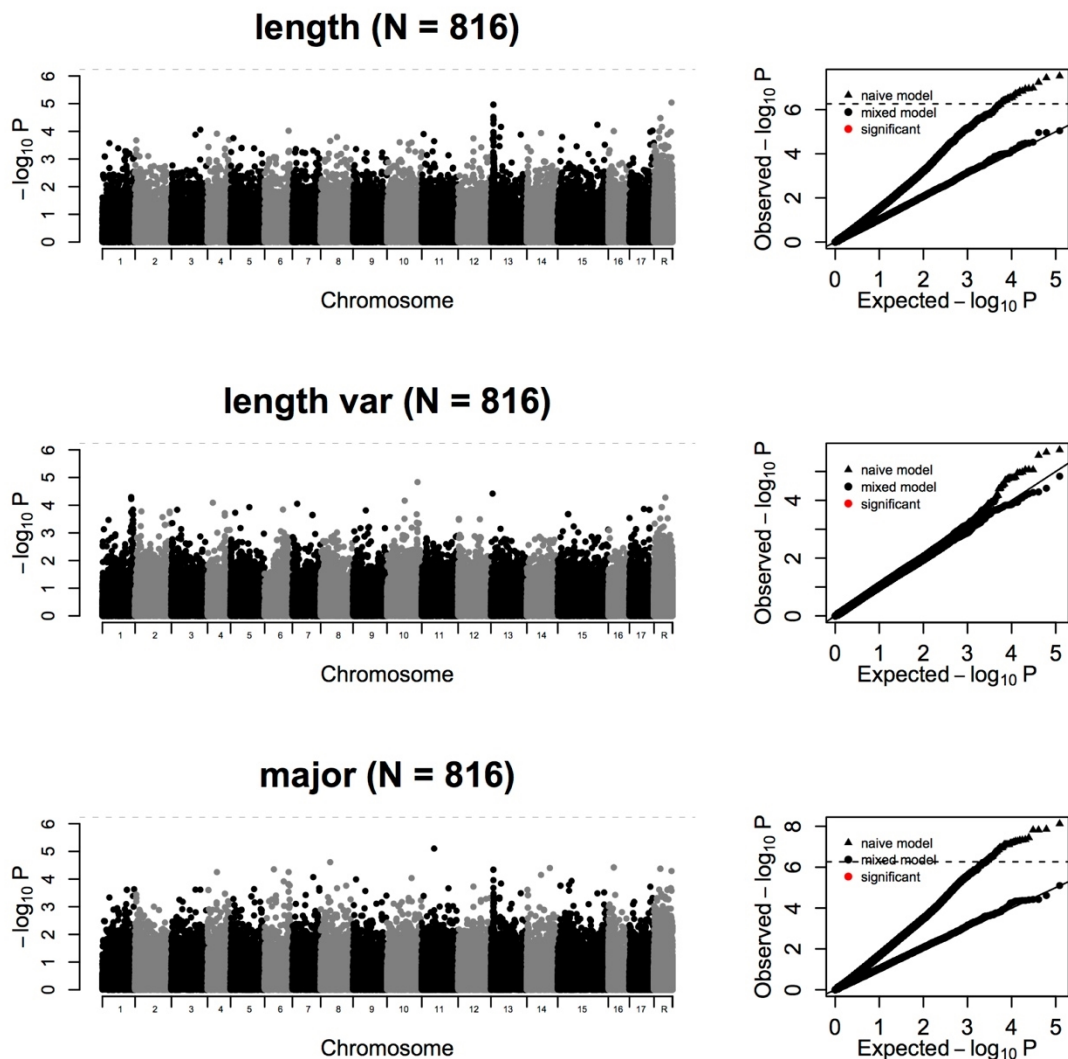 length (N = 816)
− log10 P
6
5
4
3
2
1
0
1 2 3 4 5 6 7 8 9 10 11 12 13 14 15 16 17 R
Chromosome
Observed − log10 P
6
4
2
0
naive model
mixed model
significant
0 1 2 3 4 5
Expected − log10 P
length var (N = 816)
− log10 P
6
5
4
3
2
1
0
1 2 3 4 5 6 7 8 9 10 11 12 13 14 15 16 17 R
Chromosome
Observed − log10 P
4
2
0
naive model
mixed model
significant
0 1 2 3 4 5
Expected − log10 P
major (N = 816)
− log10 P
6
5
4
3
2
1
0
1 2 3 4 5 6 7 8 9 10 11 12 13 14 15 16 17 R
Chromosome
Observed − log10 P
8
6
4
2
0
naive model
mixed model
significant
0 1 2 3 4 5
Expected − log10 P